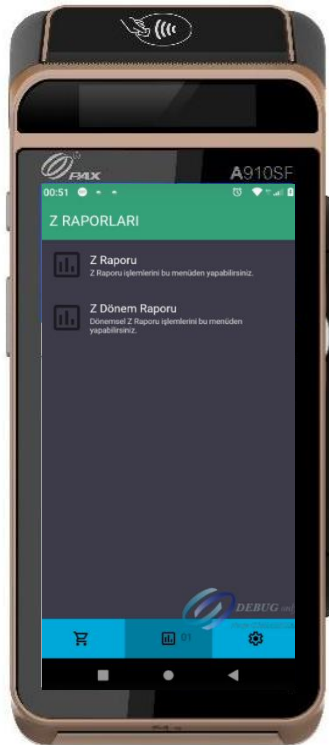 PAX
A910SF
00:51
Z RAPORLARI
Z Raporu
Z Raporu işlemlerini bu menüden yapabilirsiniz.
Z Dönem Raporu
Dönemsel Z Raporu işlemlerini bu menüden
yapabilirsiniz.
DEBUG
01